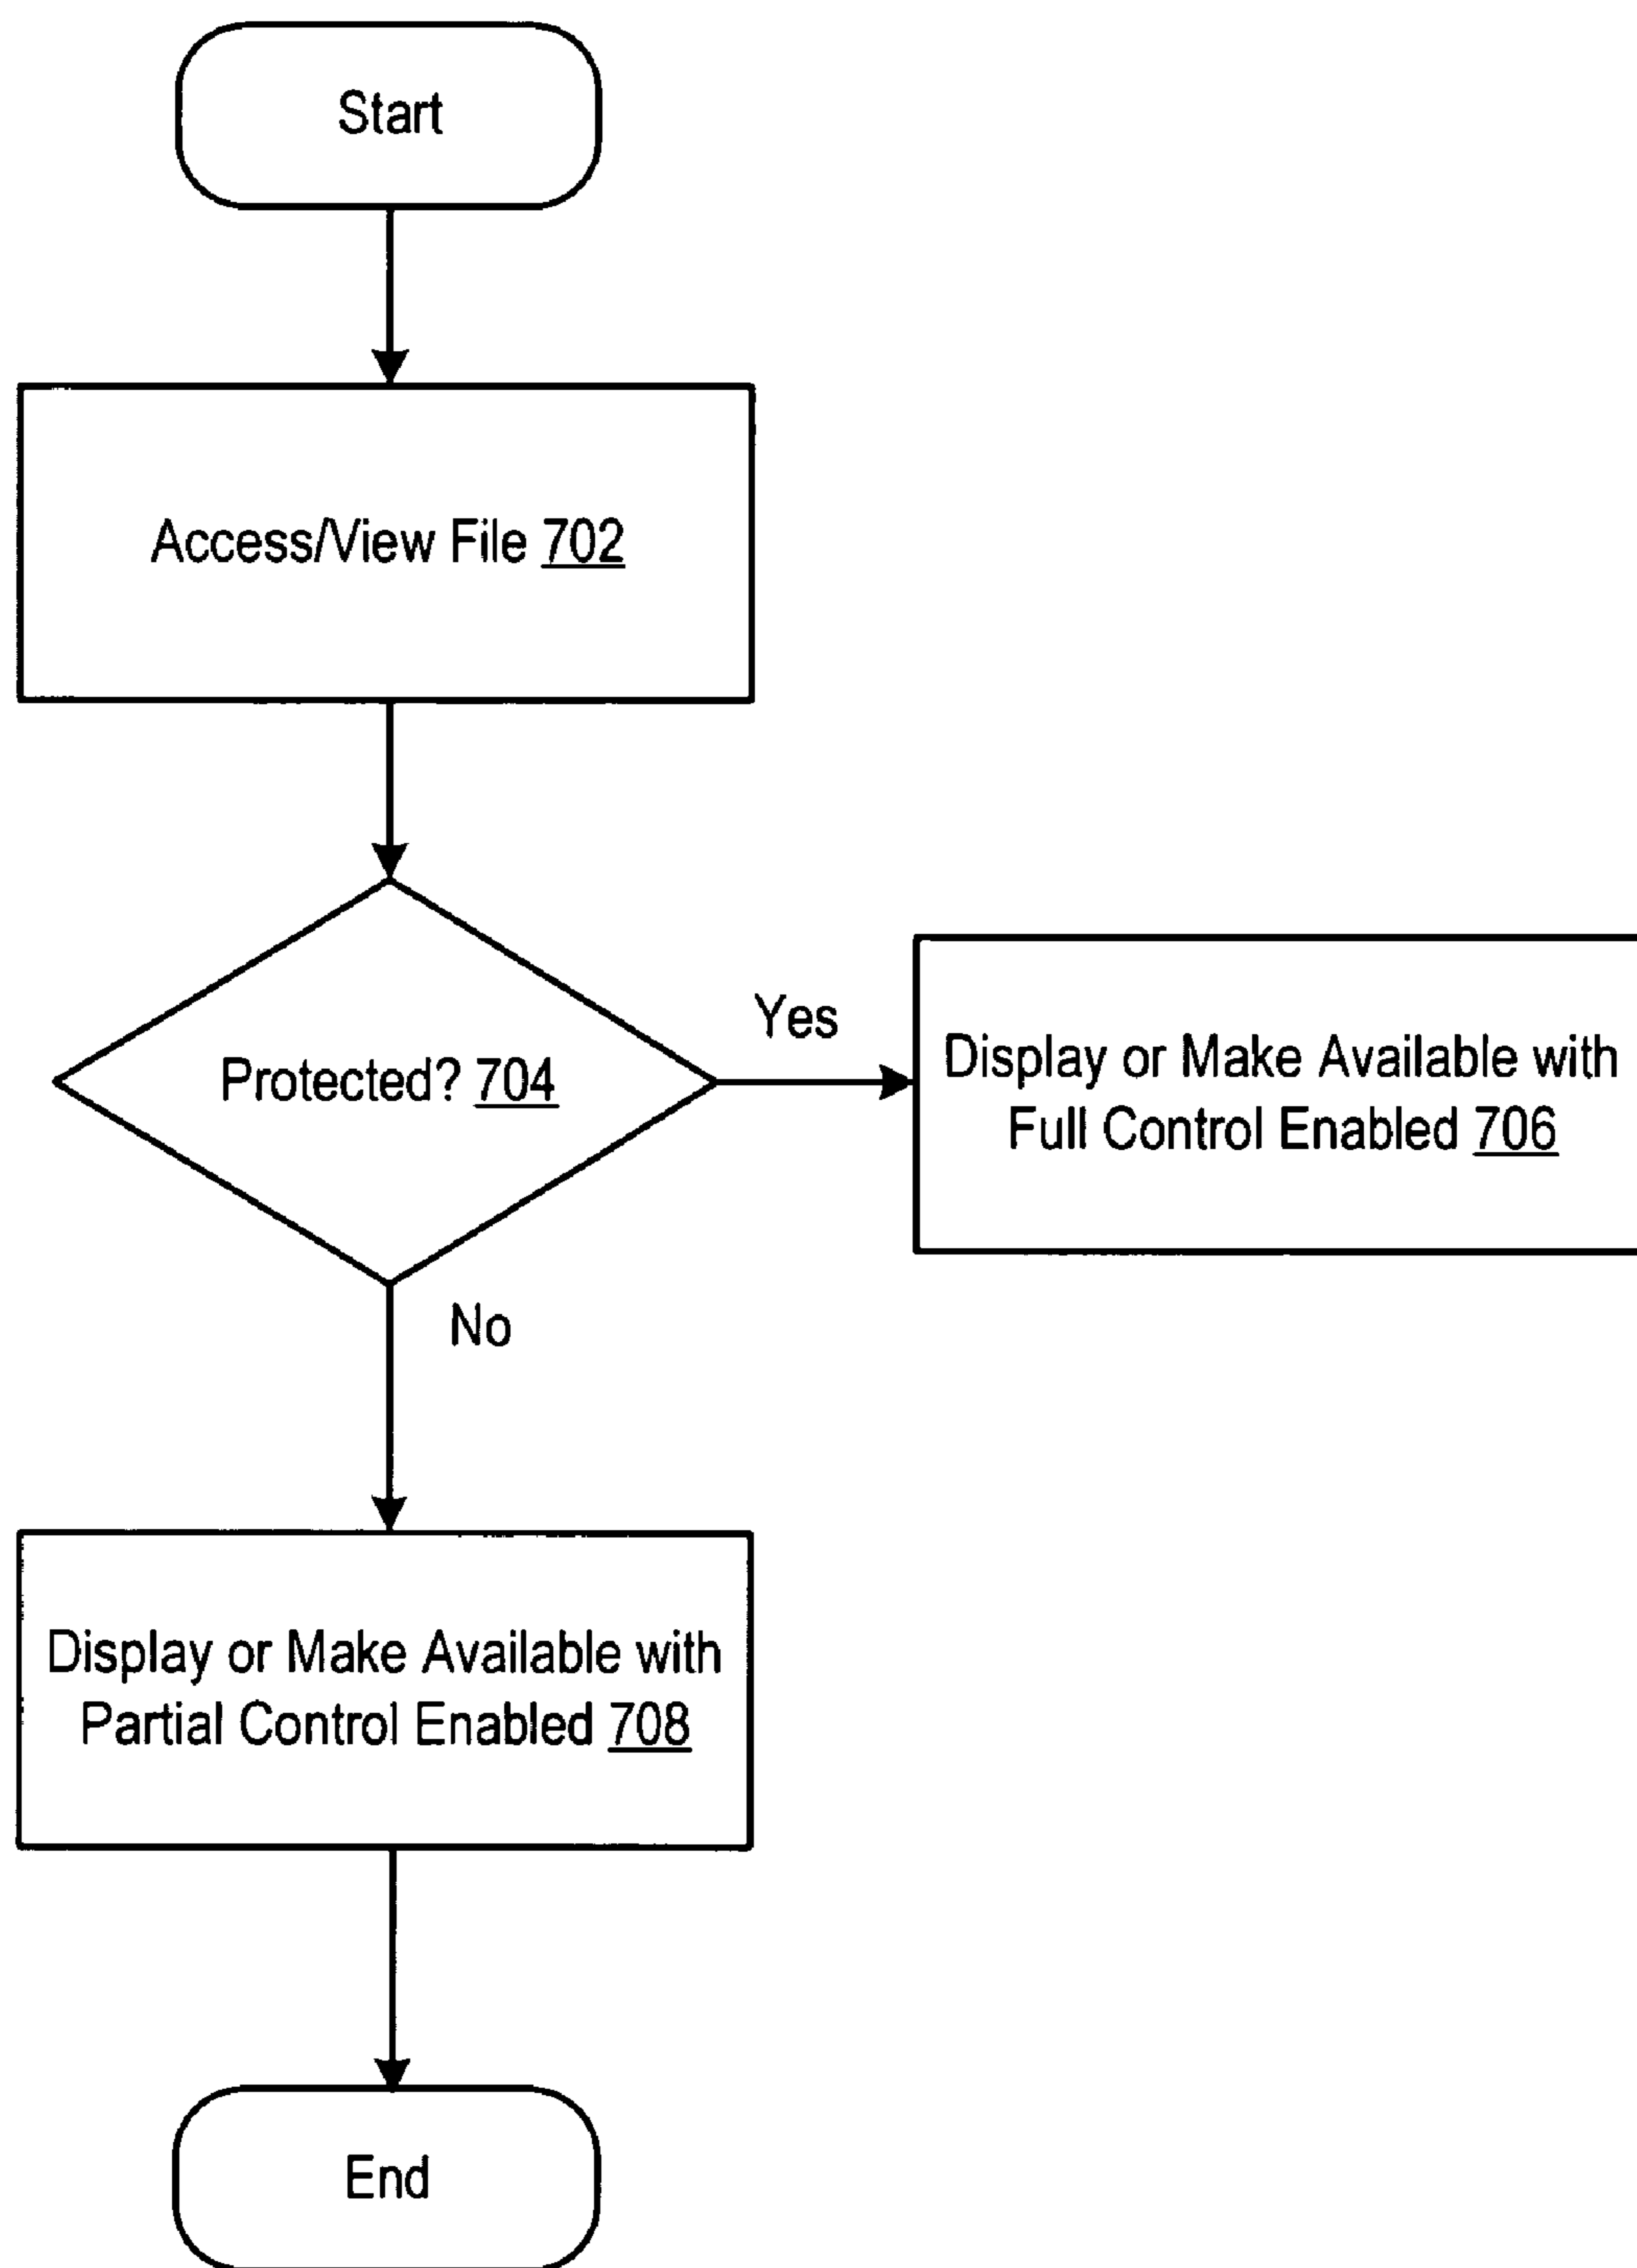 Start
Access/View File 702
Protected? 704
Yes
Display or Make Available with
Full Control Enabled 706
No
Display or Make Available with
Partial Control Enabled 708
End